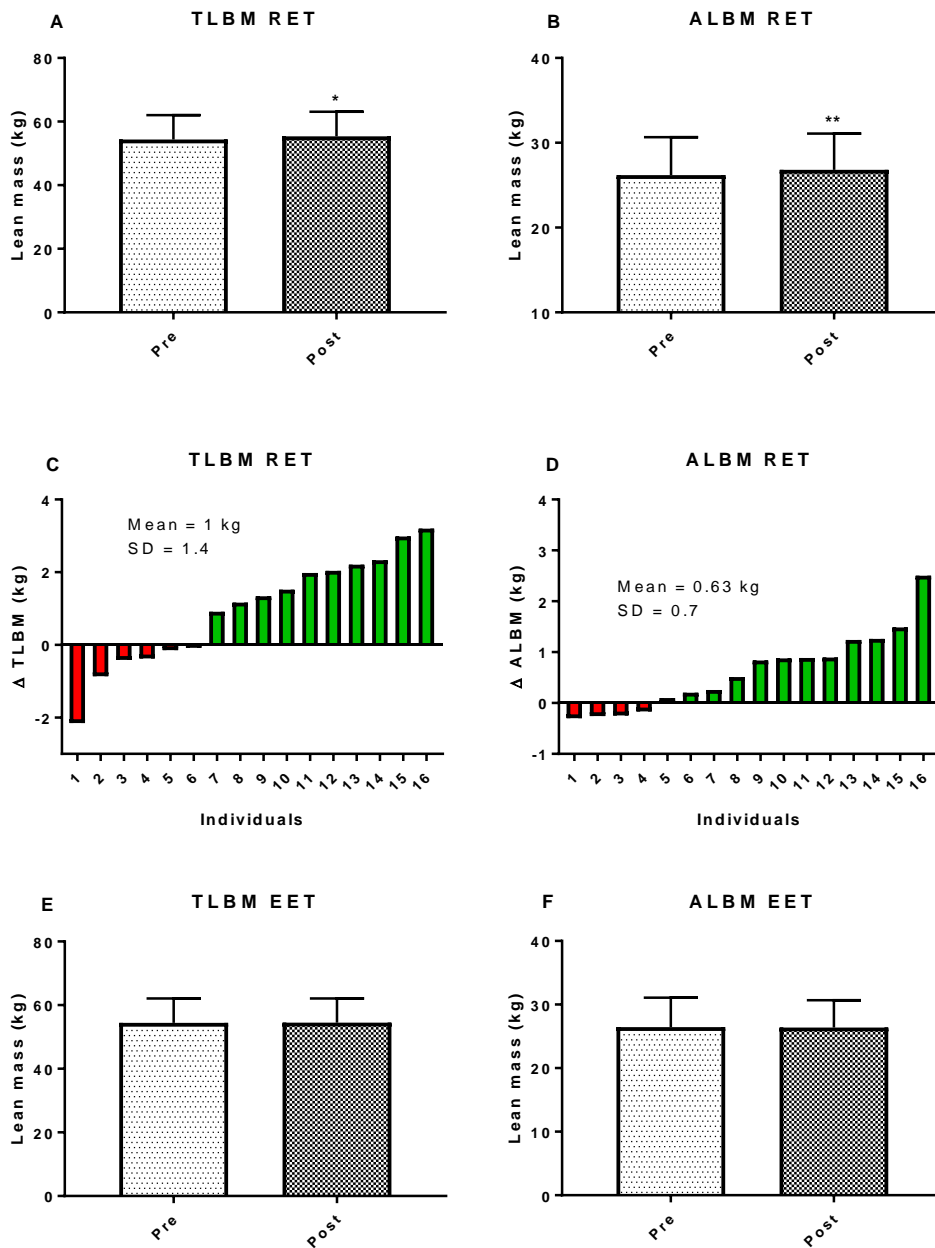 A
TLBM RET
80
60
40
20
0
Lean mass (kg)
*
Pre
Post
B
ALBM RET
40
30
20
10
Lean mass (kg)
**
Pre
Post
C
TLBM RET
4
2
0
-2
Δ TLBM (kg)
Mean = 1 kg
SD = 1.4
1 2 3 4 5 6 7 8 9 10 11 12 13 14 15 16
Individuals
D
ALBM RET
4
3
2
1
0
-1
Δ ALBM (kg)
Mean = 0.63 kg
SD = 0.7
1 2 3 4 5 6 7 8 9 10 11 12 13 14 15 16
Individuals
E
TLBM EET
80
60
40
20
0
Lean mass (kg)
Pre
Post
F
ALBM EET
40
30
20
10
0
Lean mass (kg)
Pre
Post